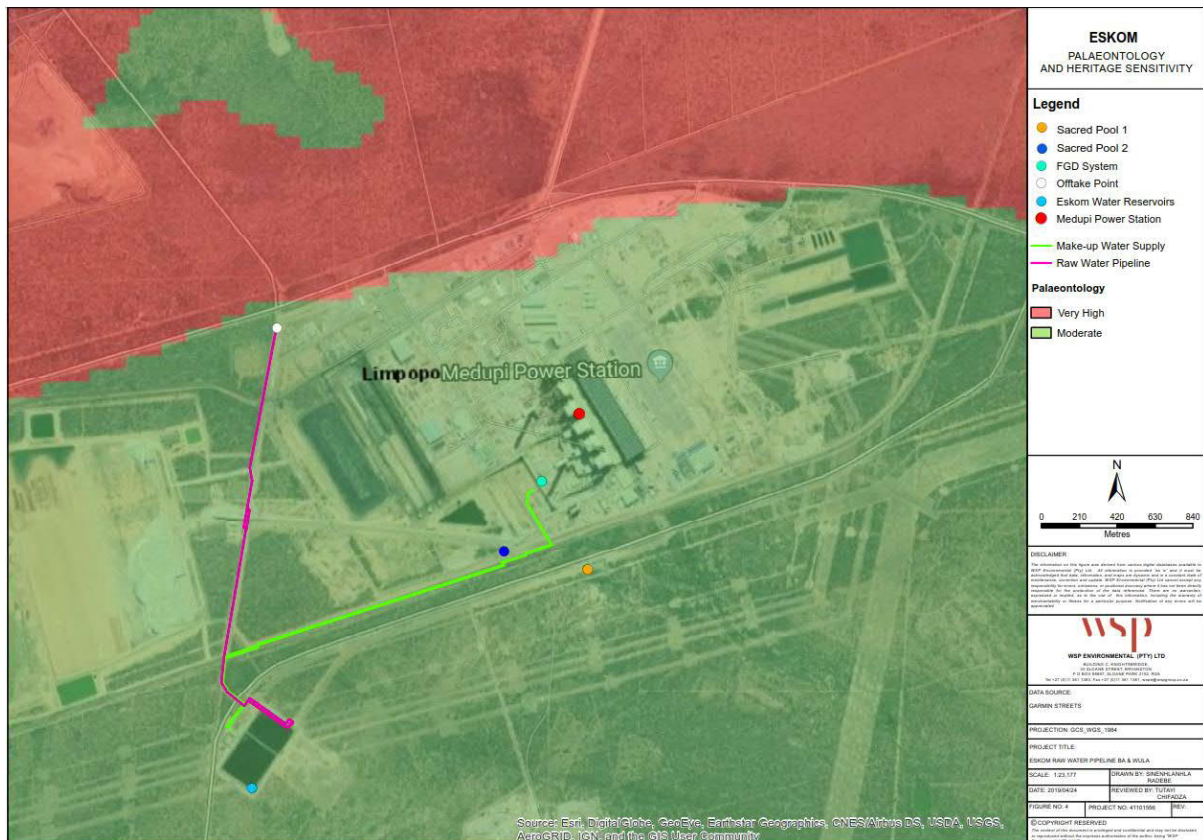 Limpopo
Medupi Power Station
Source: Esri, DigitalGlobe, GeoEye, Earthstar Geographics, CNES/Airbus DS, USDA, USGS,
AeroGRID, IGN, and the GIS User Community
ESKOM
PALAEONTOLOGY
AND HERITAGE SENSITIVITY
Legend
Sacred Pool 1
Sacred Pool 2
FGD System
Offtake Point
Eskom Water Reservoirs
Medupi Power Station
Make-up Water Supply
Raw Water Pipeline
Palaeontology
Very High
Moderate
N
0 210 420 630 840
Metres
DISCLAIMER
wsp
WSP ENVIRONMENTAL (PTY) LTD
DATA SOURCE:
GARMIN STREETS
PROJECTION: GCS_WGS_1984
PROJECT TITLE:
ESKOM RAW WATER PIPELINE BA & WULA
SCALE: 1:23,177
DRAWN BY: SINENHLANHLA
RADEBE
DATE: 2019/04/24
REVIEWED BY: TUTAYI
CHIFADZA
FIGURE NO: 4
PROJECT NO: 41101566
REV:
©COPYRIGHT RESERVED